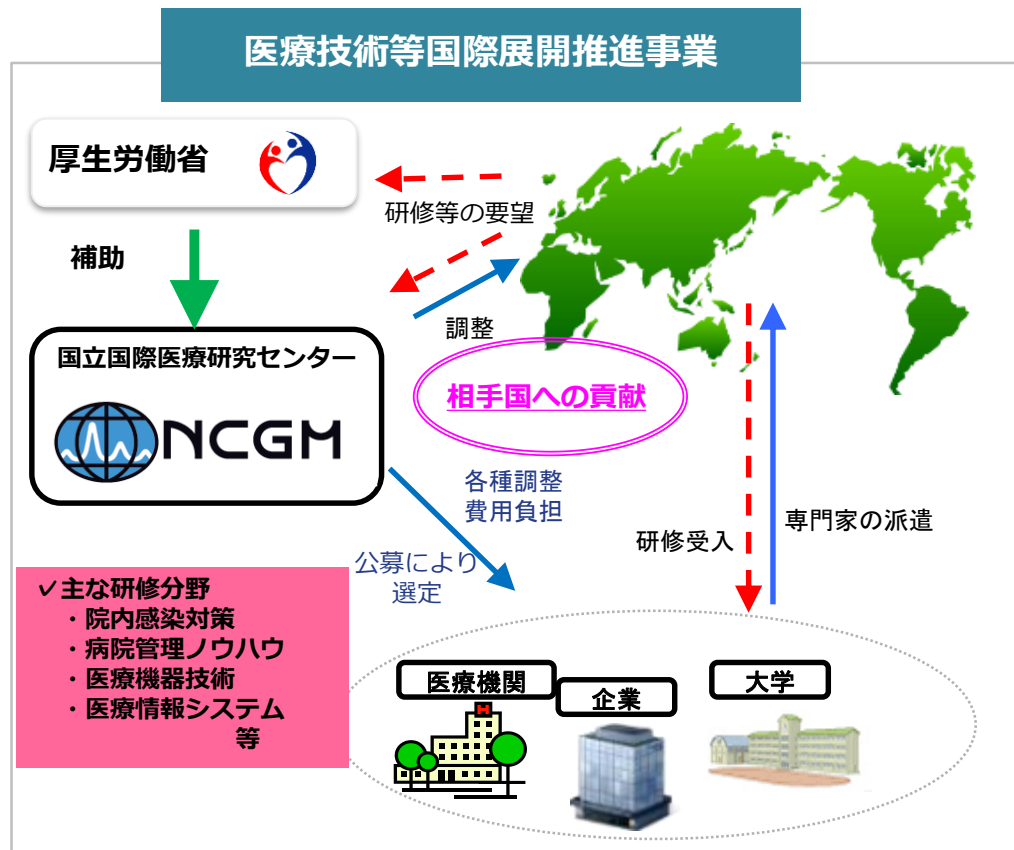 医療技術等国際展開推進事業
厚生労働省
研修等の要望
補助
調整
国立国際医療研究センター
NCGM
相手国への貢献
各種調整
費用負担
専門家の派遣
研修受入
公募により
選定
✓主な研修分野
・院内感染対策
・病院管理ノウハウ
・医療機器技術
・医療情報システム
等
医療機関
企業
大学
H